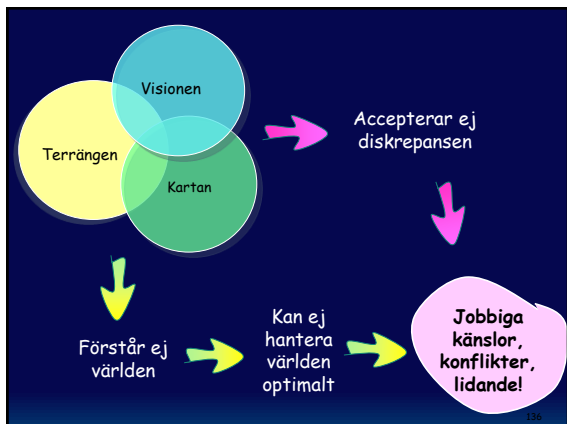 Visionen
Terrängen
Kartan
Accepterar ej
diskrepansen
Förstår ej
världen
Kan ej
hantera
världen
optimalt
Jobbiga
känslor,
konflikter,
lidande!
136